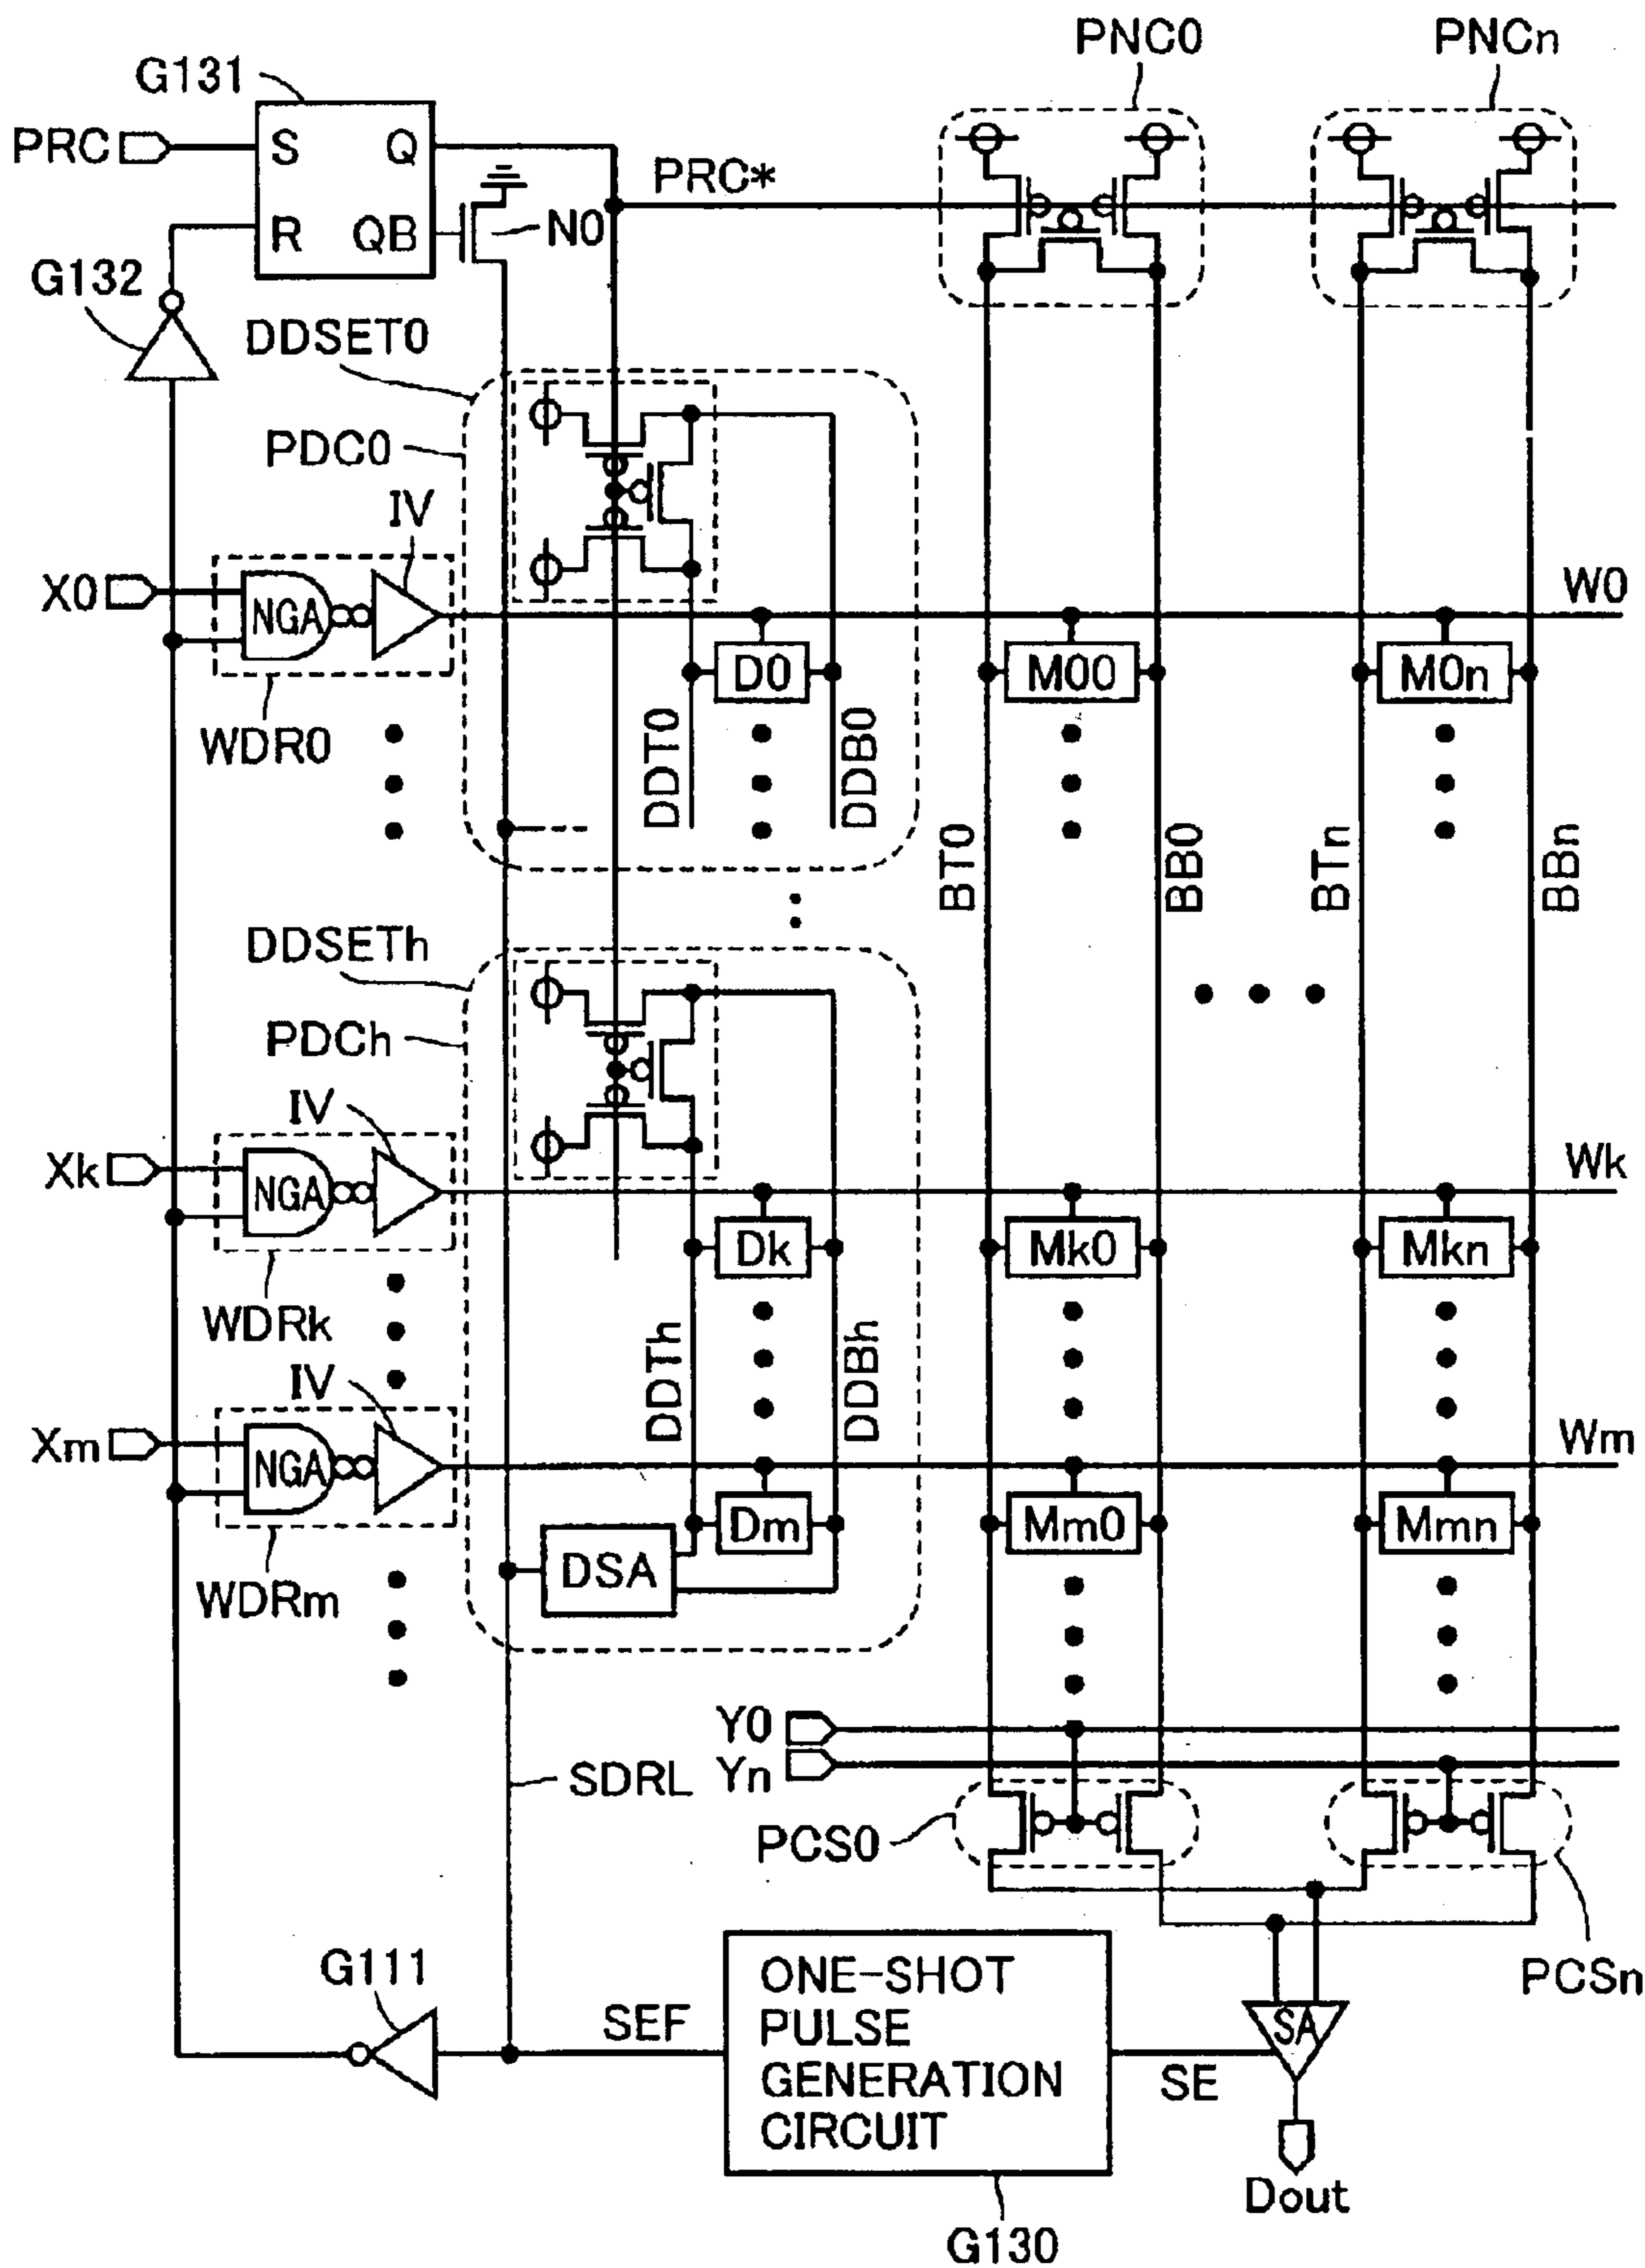 PNC0
PNCn
G131
PRC
S
Q
PRC*
R
QB
N0
G132
DDSET0
PDC0
IV
X0
NGA
W0
D0
M00
M0n
WDR0
DDT0
DDB0
BT0
BB0
BTn
BBn
DDSETh
PDCh
IV
Xk
NGA
Wk
Dk
Mk0
Mkn
WDRk
DDTh
DDBh
IV
Xm
NGA
Wm
Dm
Mm0
Mmn
DSA
WDRm
Y0
Yn
SDRL
PCS0
PCSn
G111
SEF
ONE-SHOT
PULSE
GENERATION
CIRCUIT
SE
SA
Dout
G130